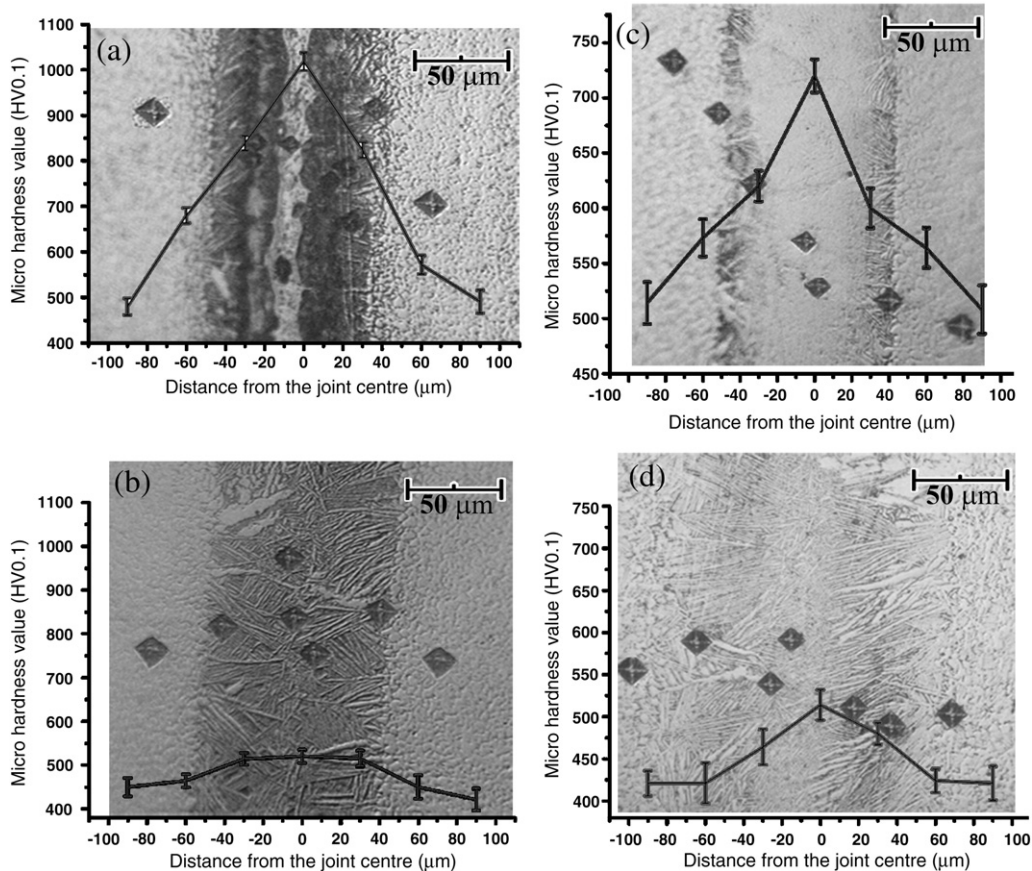 (a)
50 μm
Micro hardness value (HV0.1)
1100
1000
900
800
700
600
500
400
-100 -80 -60 -40 -20 0 20 40 60 80 100
Distance from the joint centre (μm)
(c)
50 μm
Micro hardness value (HV0.1)
750
700
650
600
550
500
450
-100 -80 -60 -40 -20 0 20 40 60 80 100
Distance from the joint centre (μm)
(b)
50 μm
Micro hardness value (HV0.1)
1100
1000
900
800
700
600
500
400
-100 -80 -60 -40 -20 0 20 40 60 80 100
Distance from the joint centre (μm)
(d)
50 μm
Micro hardness value (HV0.1)
750
700
650
600
550
500
450
400
-100 -80 -60 -40 -20 0 20 40 60 80 100
Distance from the joint centre (μm)